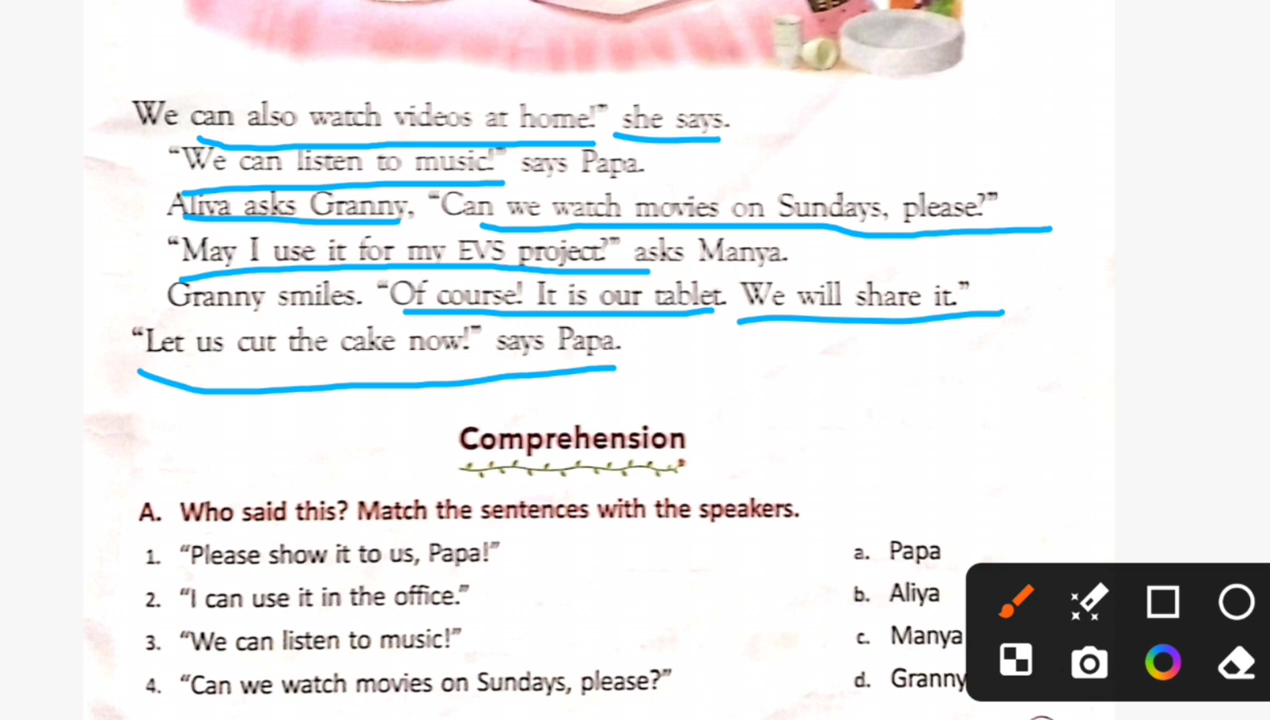 We can also watch videos at home!" she says.
"We can listen to music!" says Papa.
Aliya asks Granny, "Can we watch movies on Sundays, please?"
"May I use it for my EVS project?" asks Manya.
Granny smiles. "Of course! It is our tablet. We will share it."
"Let us cut the cake now!" says Papa.
Comprehension
A. Who said this? Match the sentences with the speakers.
1. "Please show it to us, Papa!" a. Papa
2. "I can use it in the office." b. Aliya
3. "We can listen to music!" c. Manya
4. "Can we watch movies on Sundays, please?" d. Granny